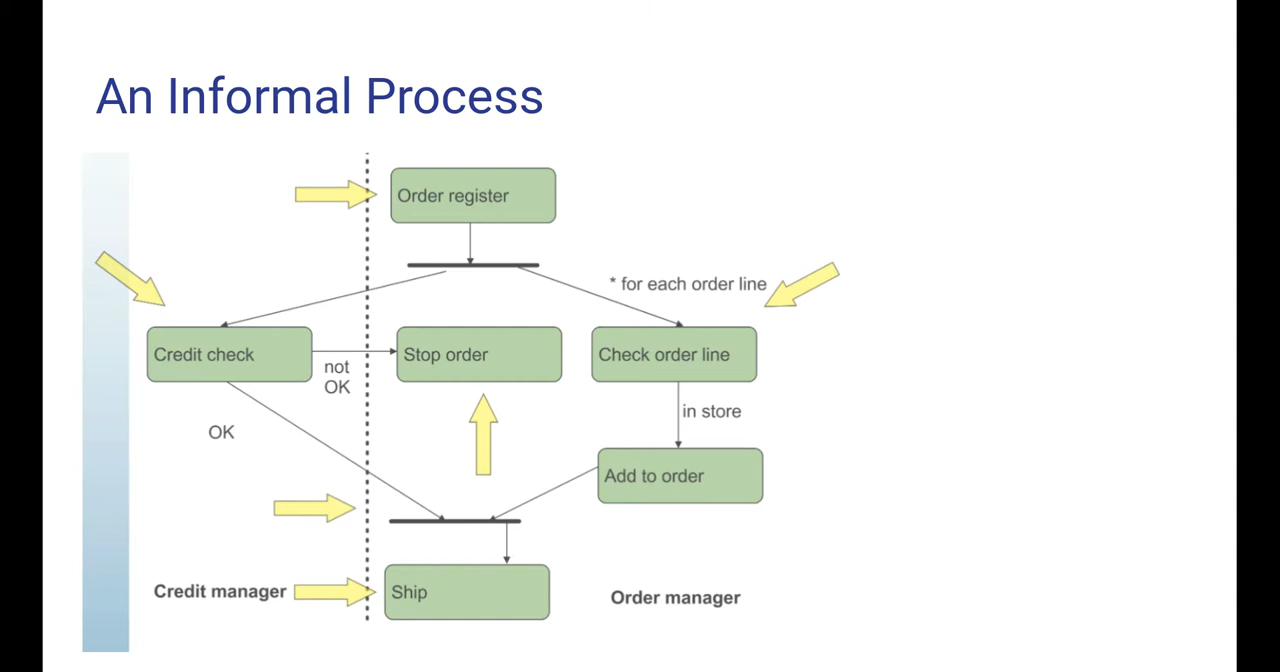 An Informal Process
Order register
* for each order line
Credit check
not
OK
Stop order
Check order line
in store
OK
Add to order
Credit manager
Ship
Order manager